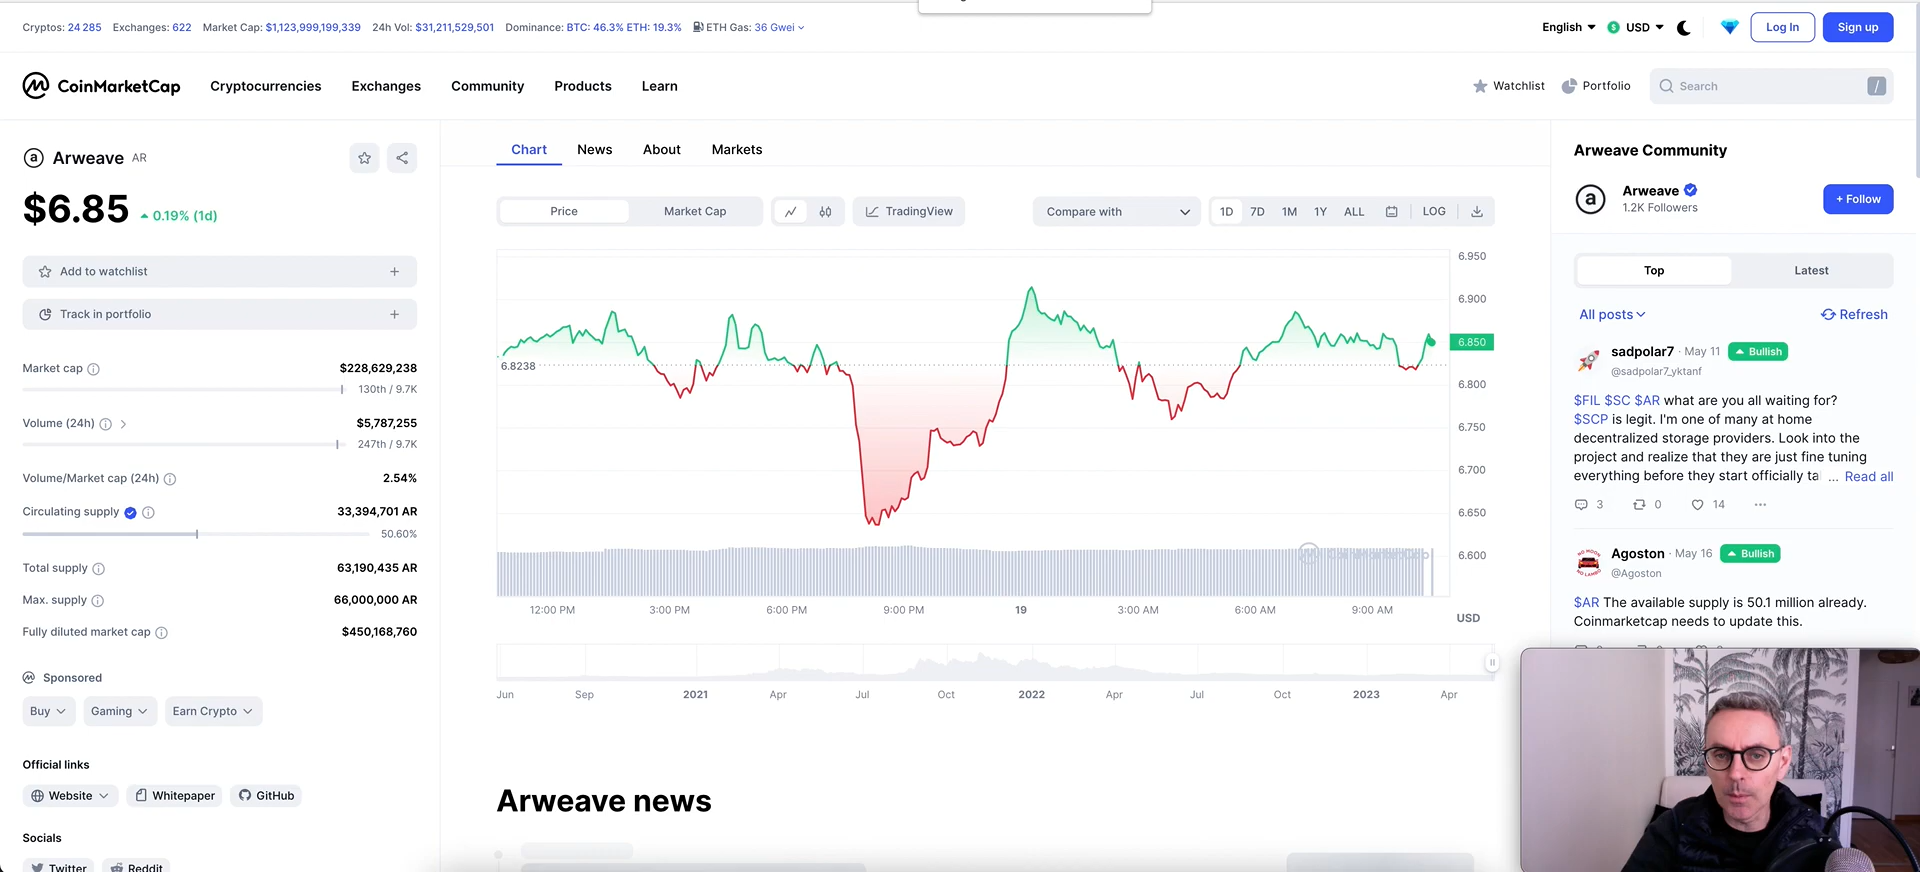 Cryptos: 24 285 Exchanges: 622 Market Cap: $1,123,999,199,339 24h Vol: $31,211,529,501 Dominance: BTC: 46.3% ETH: 19.3% ETH Gas: 36 Gwei
English USD Log In Sign up
CoinMarketCap Cryptocurrencies Exchanges Community Products Learn
Watchlist Portfolio Search /
Arweave AR
$6.85 0.19% (1d)
Add to watchlist
Track in portfolio
Market cap $228,629,238
130th / 9.7K
Volume (24h) $5,787,255
247th / 9.7K
Volume/Market cap (24h) 2.54%
Circulating supply 33,394,701 AR
50.60%
Total supply 63,190,435 AR
Max. supply 66,000,000 AR
Fully diluted market cap $450,168,760
Sponsored
Buy Gaming Earn Crypto
Official links
Website Whitepaper GitHub
Socials
Twitter Reddit
Chart News About Markets
Price Market Cap TradingView Compare with 1D 7D 1M 1Y ALL LOG
6.950
6.900
6.850
6.8238
6.800
6.750
6.700
6.650
6.600
CoinMarketCap
12:00 PM 3:00 PM 6:00 PM 9:00 PM 19 3:00 AM 6:00 AM 9:00 AM
USD
Jun Sep 2021 Apr Jul Oct 2022 Apr Jul Oct 2023 Apr
Arweave news
Arweave Community
Arweave
1.2K Followers
+ Follow
Top Latest
All posts Refresh
sadpolar7 · May 11 Bullish
@sadpolar7_yktanf
$FIL $SC $AR what are you all waiting for?
$SCP is legit. I'm one of many at home
decentralized storage providers. Look into the
project and realize that they are just fine tuning
everything before they start officially ta ... Read all
3 0 14
Agoston · May 16 Bullish
@Agoston
$AR The available supply is 50.1 million already.
Coinmarketcap needs to update this.